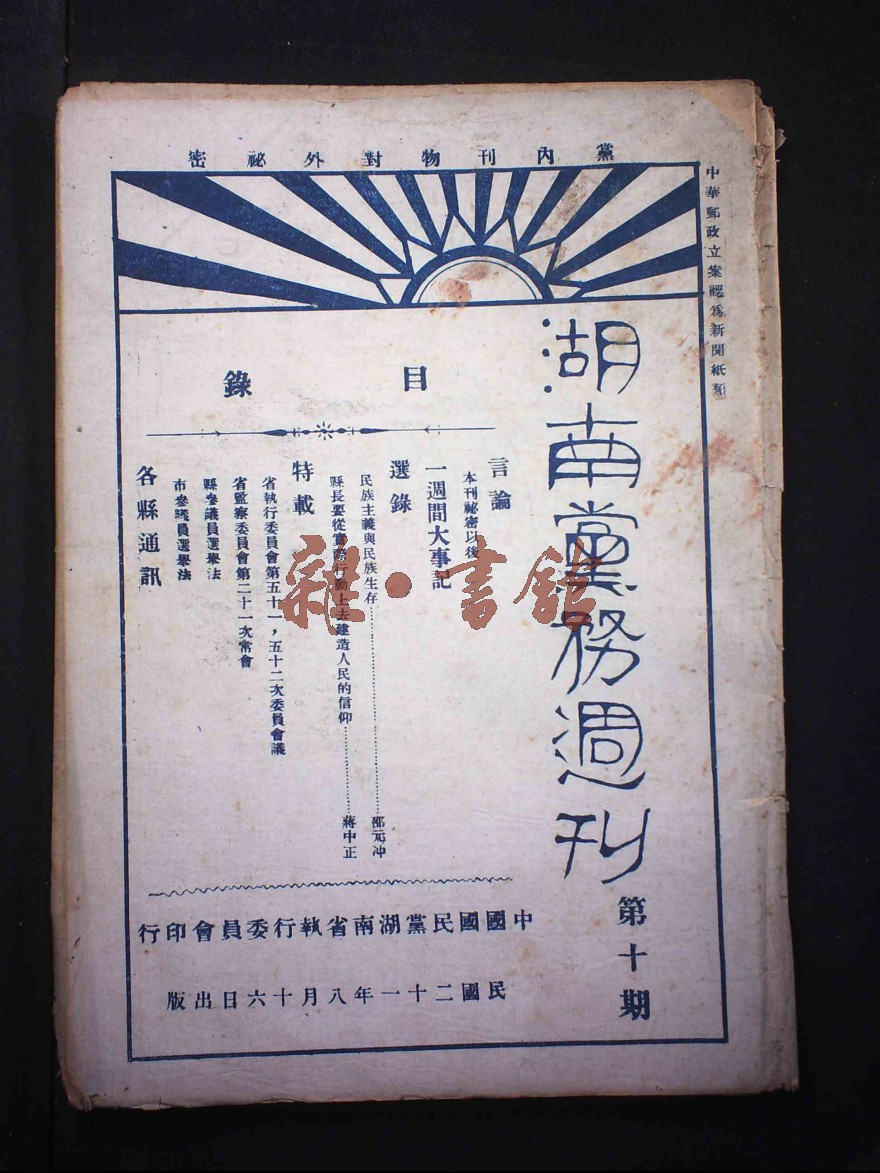 黨內刊物對外祕密
中華郵政立案認為新聞紙類
湖南黨務週刊
第十期
目錄
言論
本刊祕密以後
一週間大事記
選錄
民族主義與民族生存…………邵元冲
縣長要從實際行動上去建造人民的信仰…………蔣中正
特載
省執行委員會第五十一，五十二次委員會議
省監察委員會第二十一次常會
縣參議員選舉法
市參議員選舉法
各縣通訊
中國國民黨湖南省執行委員會印行
民國二十一年八月十六日出版
雜·書館